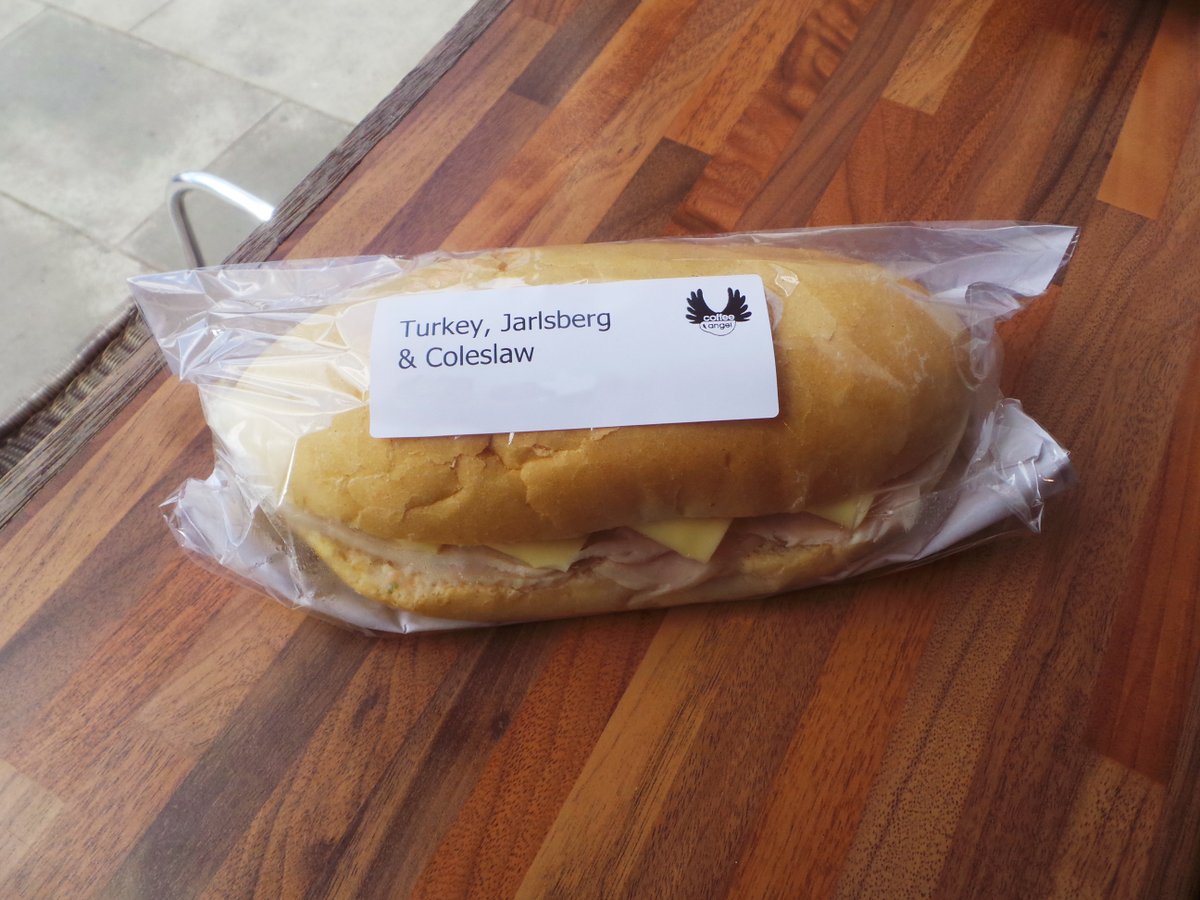 Turkey, Jarlsberg
& Coleslaw
coffee
angel